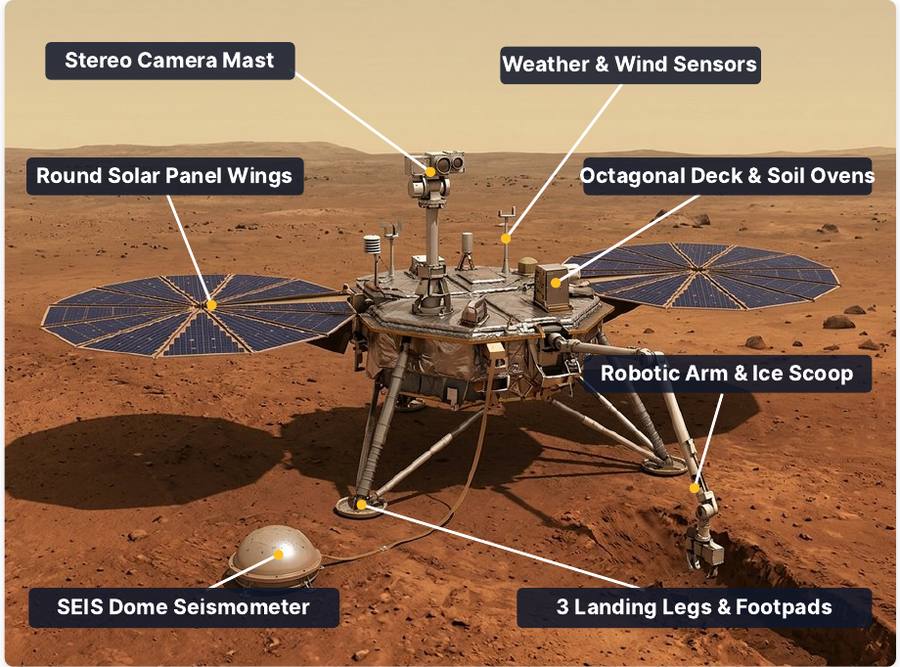 Stereo Camera Mast
Weather & Wind Sensors
Round Solar Panel Wings
Octagonal Deck & Soil Ovens
Robotic Arm & Ice Scoop
SEIS Dome Seismometer
3 Landing Legs & Footpads